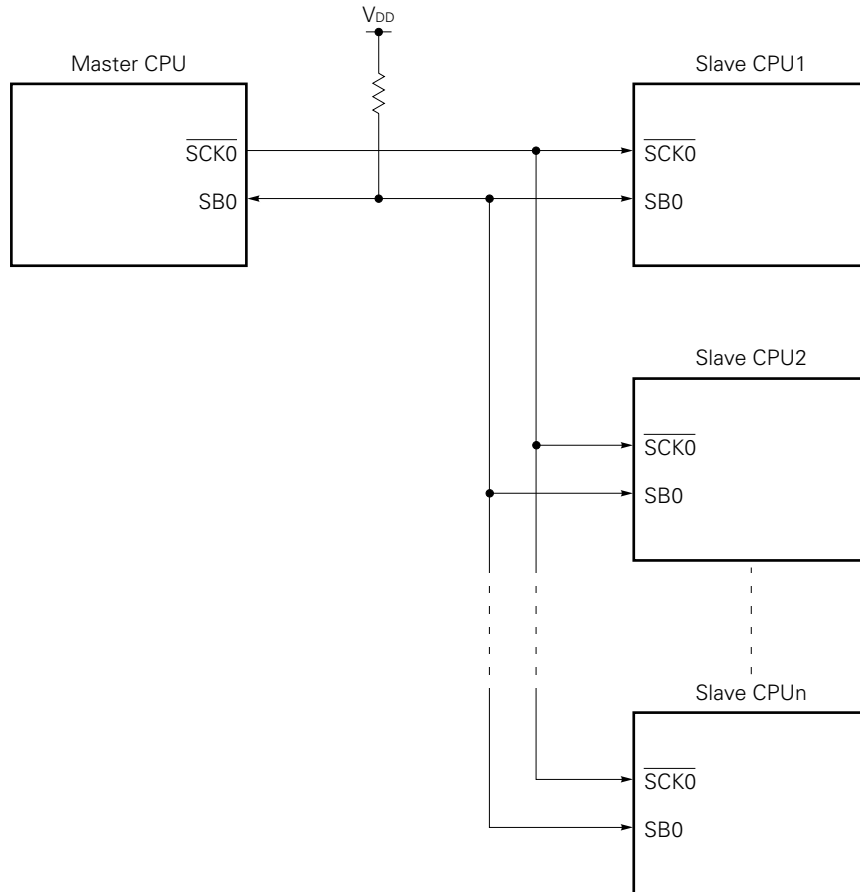 VDD
Master CPU
Slave CPU1
SCK0
SCK0
SB0
SB0
Slave CPU2
SCK0
SB0
Slave CPUn
SCK0
SB0